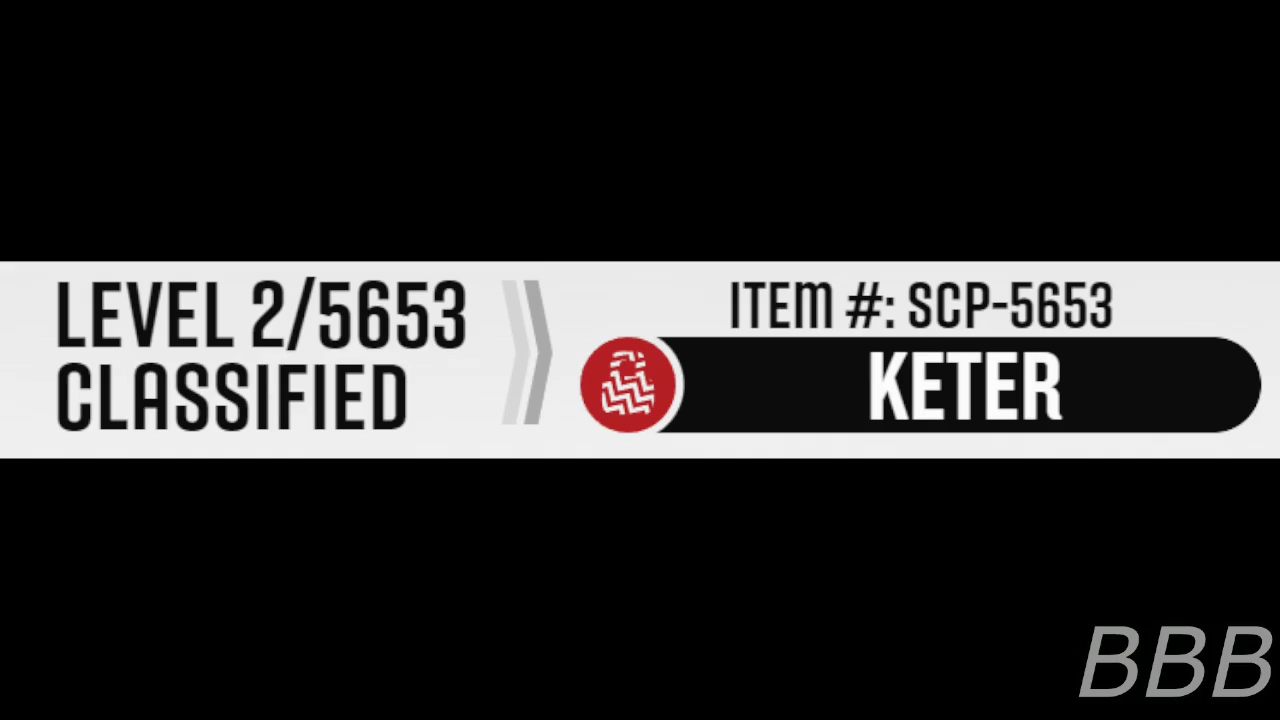 LEVEL 2/5653
CLASSIFIED
ITEM #: SCP-5653
KETER
BBB